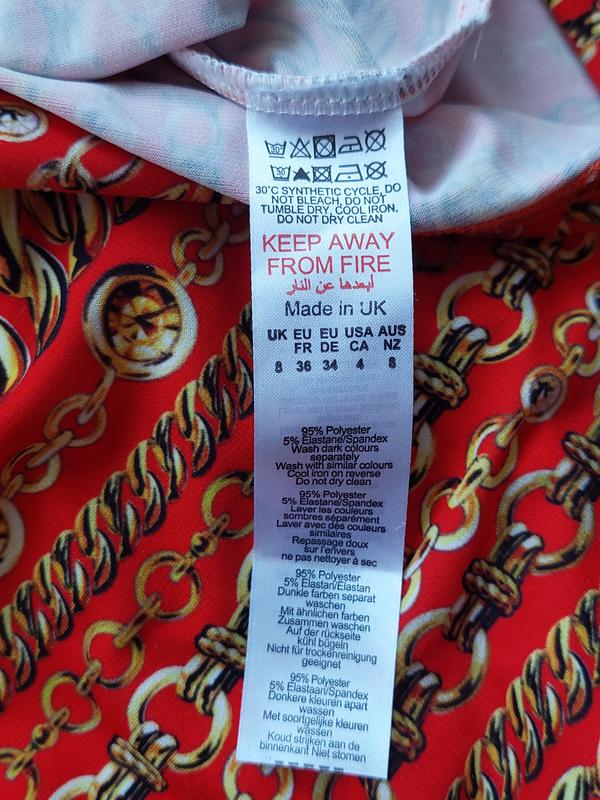 30°C SYNTHETIC CYCLE, DO
NOT BLEACH, DO NOT
TUMBLE DRY, COOL IRON,
DO NOT DRY CLEAN
KEEP AWAY
FROM FIRE
أبعدها عن النار
Made in UK
UK EU EU USA AUS
FR DE CA NZ
8 36 34 4 8
95% Polyester
5% Elastane/Spandex
Wash dark colours
separately
Wash with similar colours
Cool iron on reverse
Do not dry clean
95% Polyester
5% Elastane/Spandex
Laver les couleurs
sombres séparément
Laver avec des couleurs
similaires
Repassage doux
sur l'envers
ne pas nettoyer à sec
95% Polyester
5% Elastan/Elastan
Dunkle farben separat
waschen
Mit ähnlichen farben
Zusammen waschen
Auf der rückseite
kühl bügeln
Nicht für trockenreinigung
geeignet
95% Polyester
5% Elastaan/Spandex
Donkere kleuren apart
wassen
Met soortgelijke kleuren
wassen
Koud strijken aan de
binnenkant Niet stomen